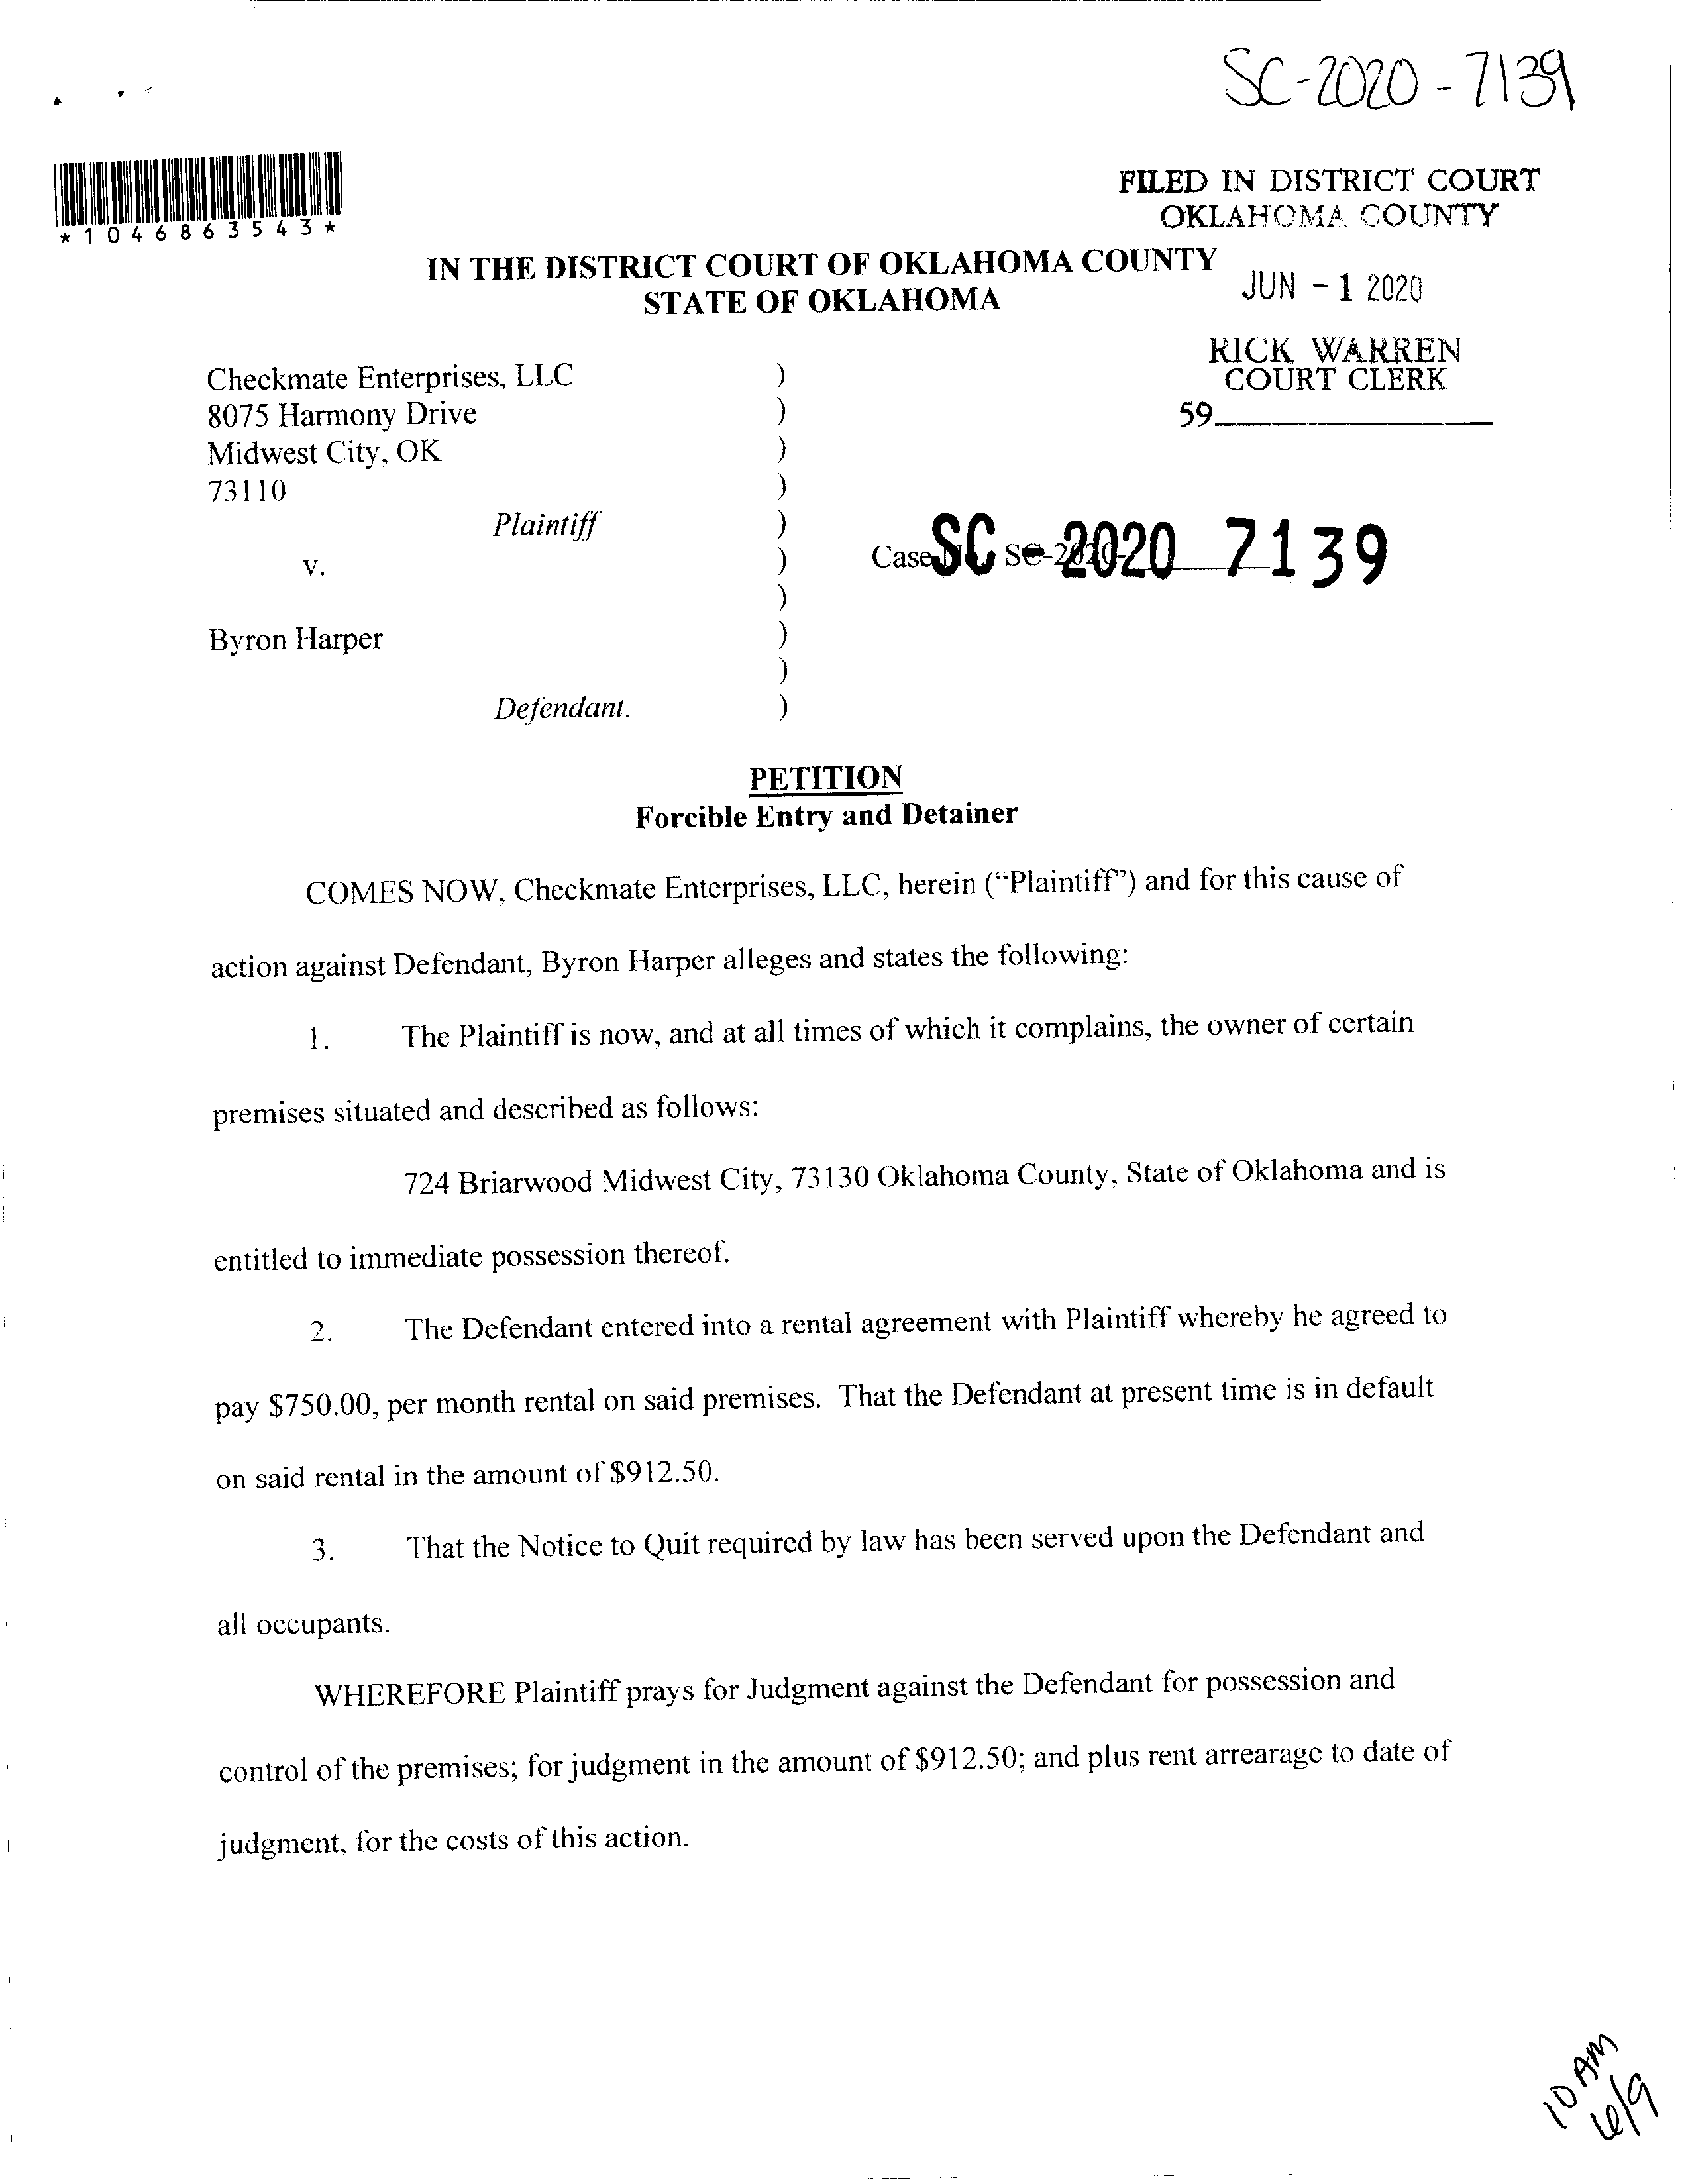 SC-2020-7139
*1046863543*
FILED IN DISTRICT COURT
OKLAHOMA COUNTY
IN THE DISTRICT COURT OF OKLAHOMA COUNTY
STATE OF OKLAHOMA
JUN - 1 2020
RICK WARREN
COURT CLERK
59
Checkmate Enterprises, LLC )
8075 Harmony Drive )
Midwest City, OK )
73110 )
Plaintiff )
v. )
Case SC-2020-
SC - 2020 7139
)
Byron Harper )
)
Defendant. )
PETITION
Forcible Entry and Detainer
COMES NOW, Checkmate Enterprises, LLC, herein (“Plaintiff”) and for this cause of
action against Defendant, Byron Harper alleges and states the following:
1. The Plaintiff is now, and at all times of which it complains, the owner of certain
premises situated and described as follows:
724 Briarwood Midwest City, 73130 Oklahoma County, State of Oklahoma and is
entitled to immediate possession thereof.
2. The Defendant entered into a rental agreement with Plaintiff whereby he agreed to
pay $750.00, per month rental on said premises. That the Defendant at present time is in default
on said rental in the amount of $912.50.
3. That the Notice to Quit required by law has been served upon the Defendant and
all occupants.
WHEREFORE Plaintiff prays for Judgment against the Defendant for possession and
control of the premises; for judgment in the amount of $912.50; and plus rent arrearage to date of
judgment, for the costs of this action.
10 AM
6/9